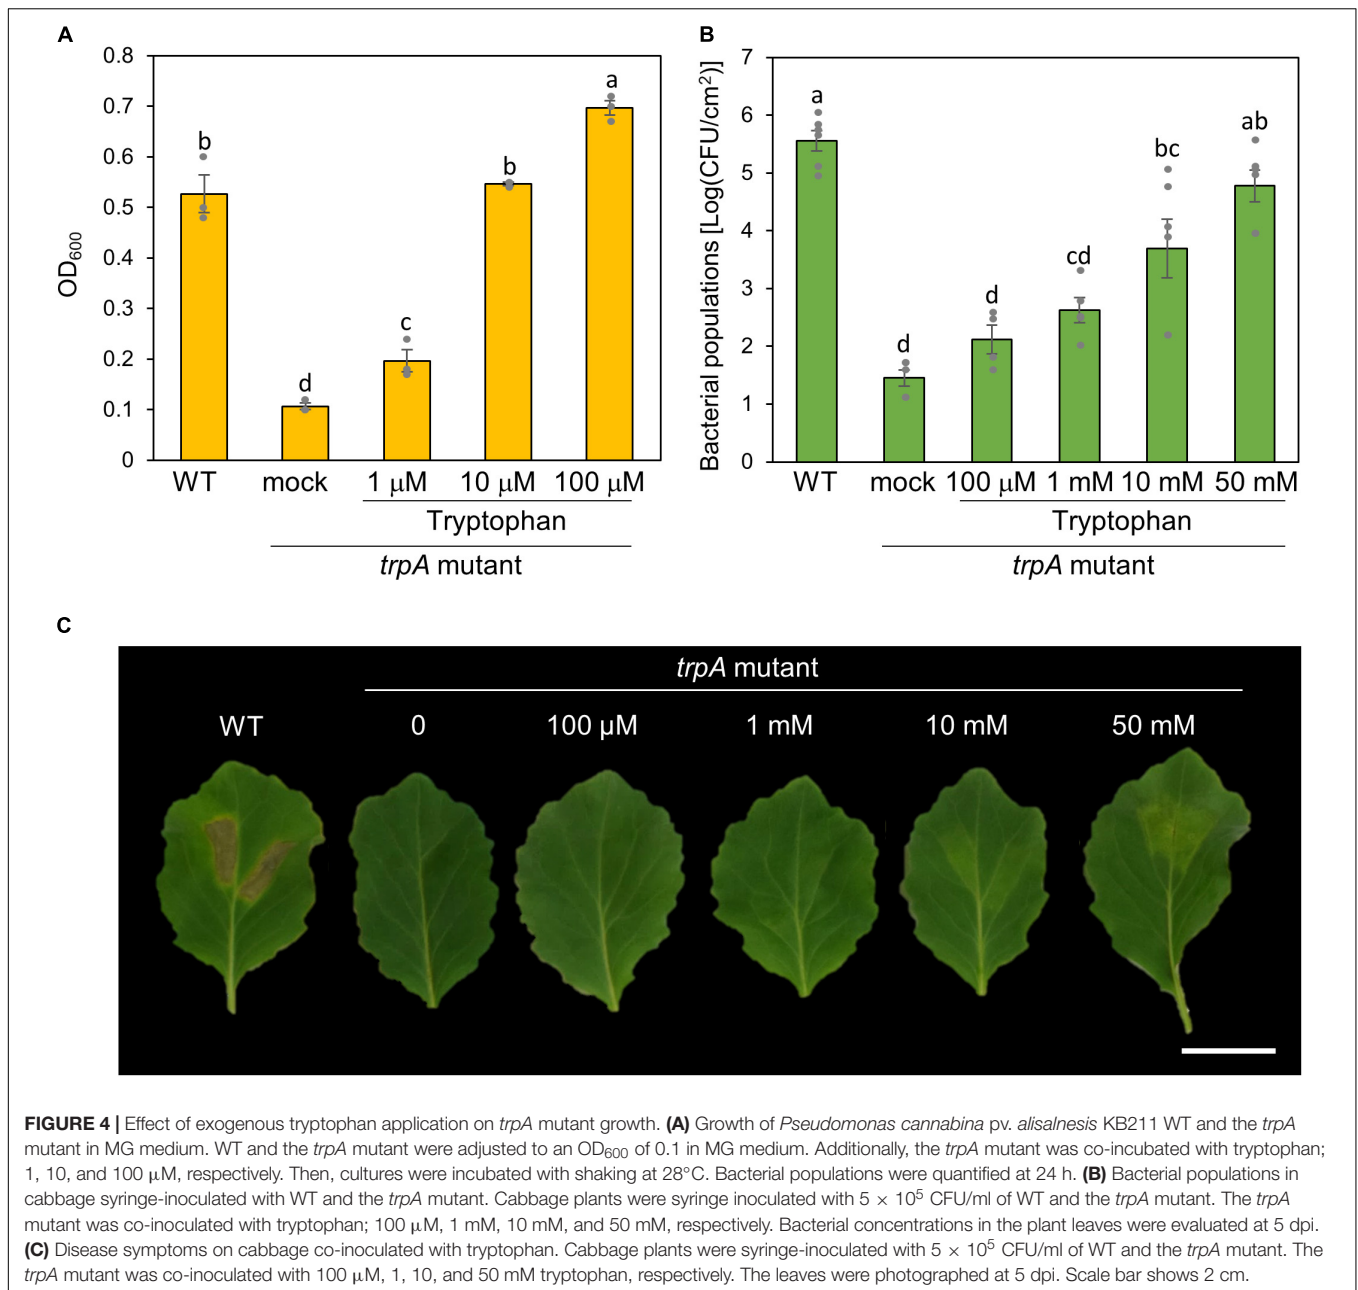 A
0.8
0.7
0.6
0.5
0.4
0.3
0.2
0.1
0
OD600
b
d
c
b
a
WT mock 1 μM 10 μM 100 μM
Tryptophan
trpA mutant
B
7
6
5
4
3
2
1
0
Bacterial populations [Log(CFU/cm2)]
a
d
d
cd
bc
ab
WT mock 100 μM 1 mM 10 mM 50 mM
Tryptophan
trpA mutant
C
trpA mutant
WT 0 100 μM 1 mM 10 mM 50 mM
FIGURE 4 | Effect of exogenous tryptophan application on trpA mutant growth. (A) Growth of Pseudomonas cannabina pv. alisalnesis KB211 WT and the trpA
mutant in MG medium. WT and the trpA mutant were adjusted to an OD600 of 0.1 in MG medium. Additionally, the trpA mutant was co-incubated with tryptophan;
1, 10, and 100 μM, respectively. Then, cultures were incubated with shaking at 28°C. Bacterial populations were quantified at 24 h. (B) Bacterial populations in
cabbage syringe-inoculated with WT and the trpA mutant. Cabbage plants were syringe inoculated with 5 × 10⁵ CFU/ml of WT and the trpA mutant. The trpA
mutant was co-inoculated with tryptophan; 100 μM, 1 mM, 10 mM, and 50 mM, respectively. Bacterial concentrations in the plant leaves were evaluated at 5 dpi.
(C) Disease symptoms on cabbage co-inoculated with tryptophan. Cabbage plants were syringe-inoculated with 5 × 10⁵ CFU/ml of WT and the trpA mutant. The
trpA mutant was co-inoculated with 100 μM, 1, 10, and 50 mM tryptophan, respectively. The leaves were photographed at 5 dpi. Scale bar shows 2 cm.